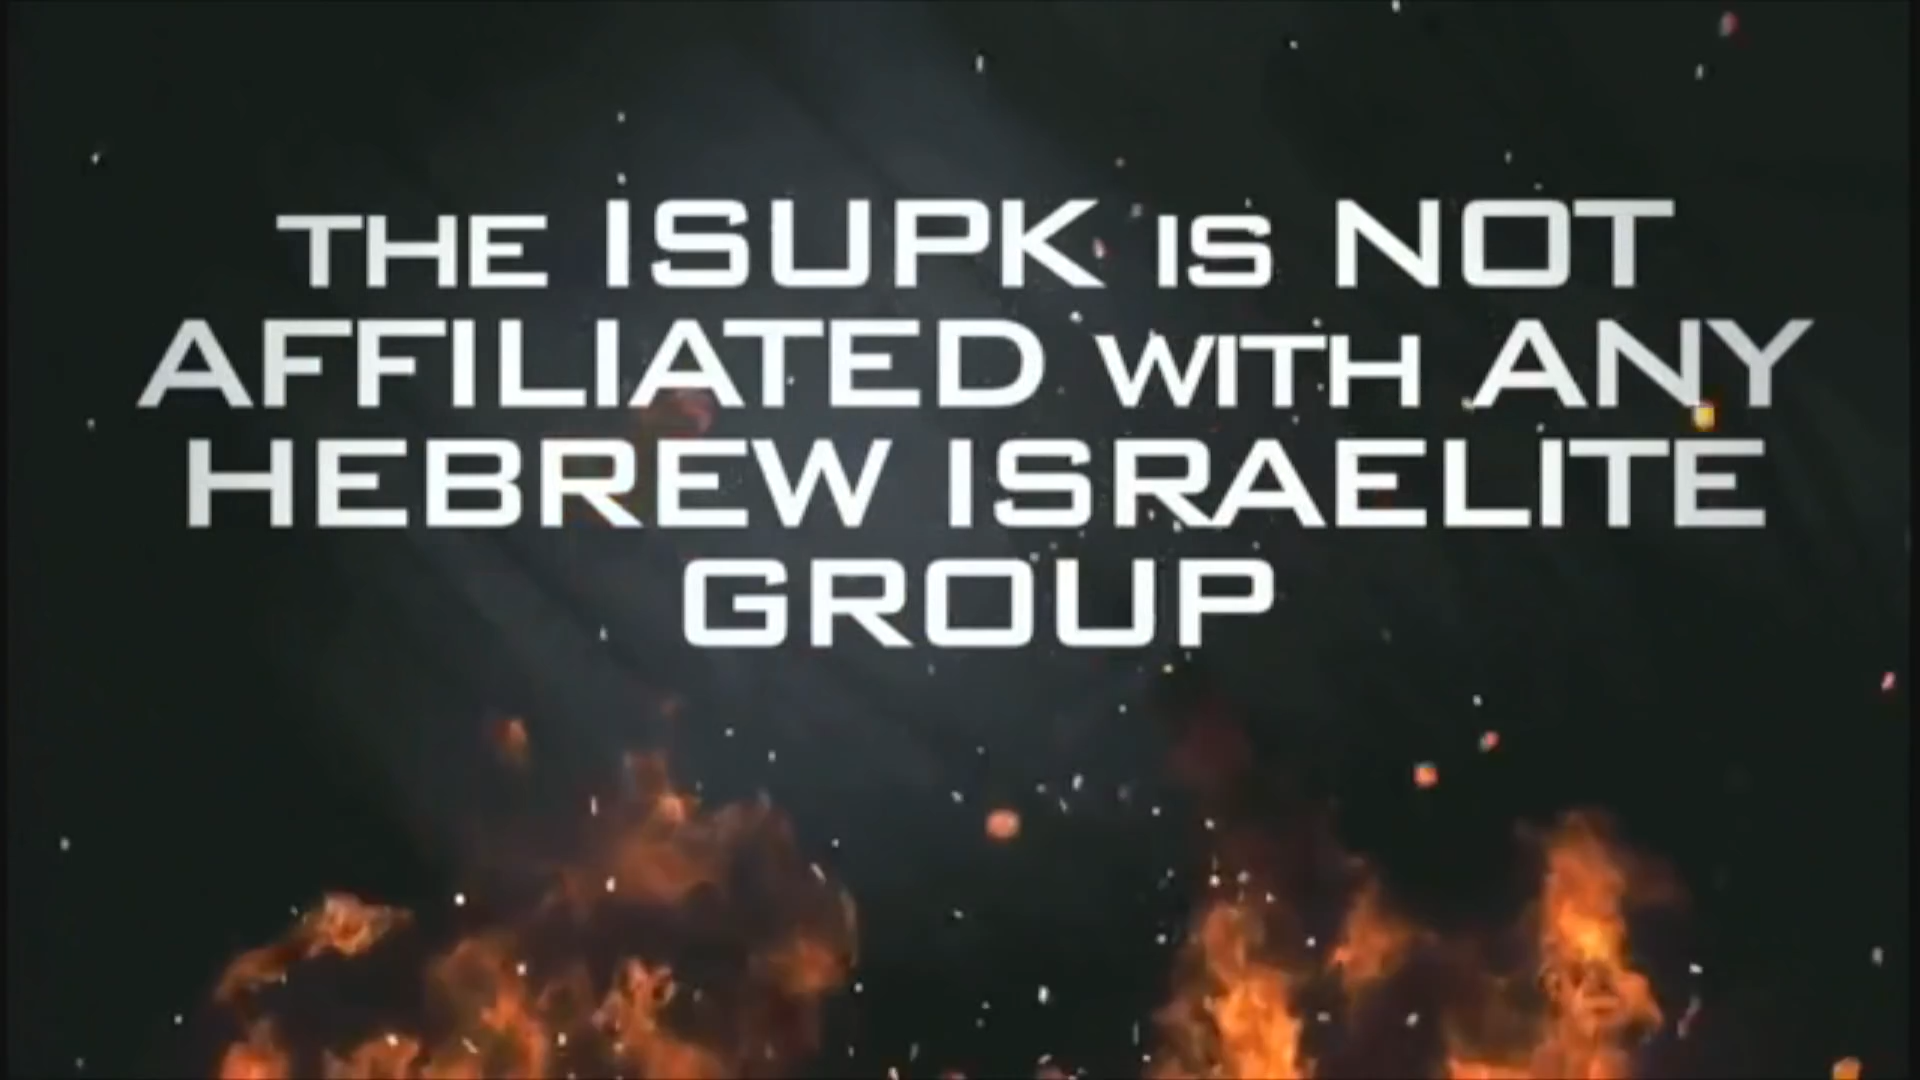 THE ISUPK IS NOT
AFFILIATED WITH ANY
HEBREW ISRAELITE
GROUP